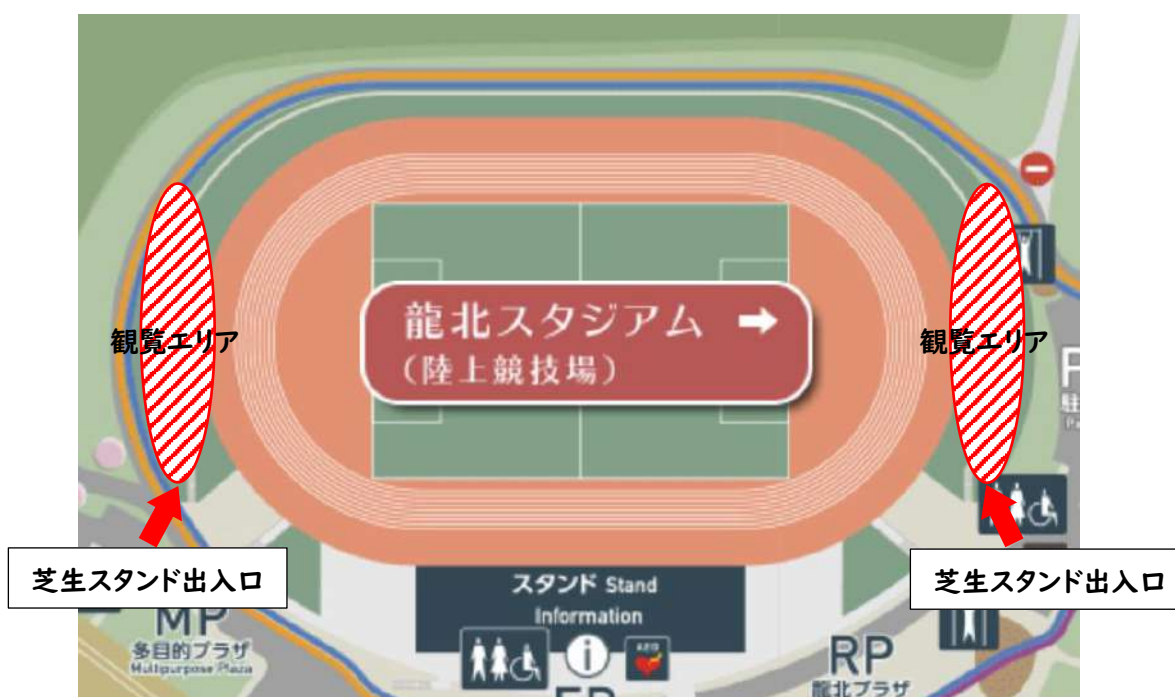 龍北スタジアム ➡
(陸上競技場)
観覧エリア
観覧エリア
芝生スタンド出入口
芝生スタンド出入口
スタンド Stand
Information
AED
MP
多目的プラザ
Multipurpose Plaza
RP
龍北プラザ